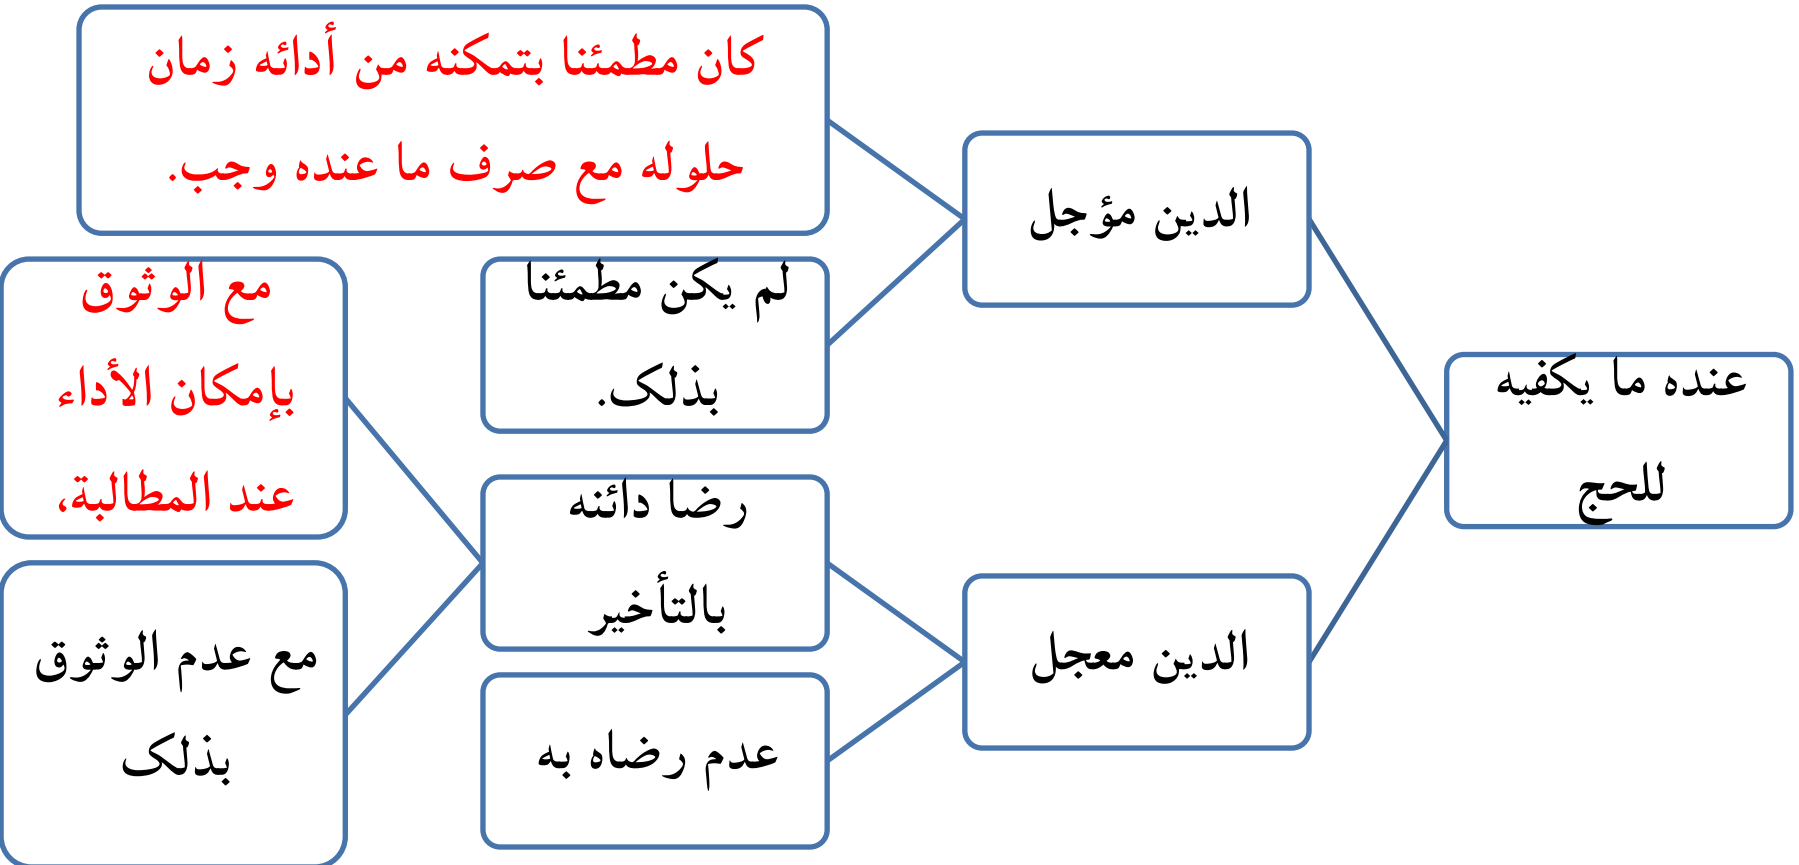 عنده ما يكفيه
للحج
الدين مؤجل
كان مطمئنا بتمكنه من أدائه زمان
حلوله مع صرف ما عنده وجب.
لم يكن مطمئنا
بذلک.
الدين معجل
رضا دائنه
بالتأخير
مع الوثوق
بإمكان الأداء
عند المطالبة،
مع عدم الوثوق
بذلک
عدم رضاه به